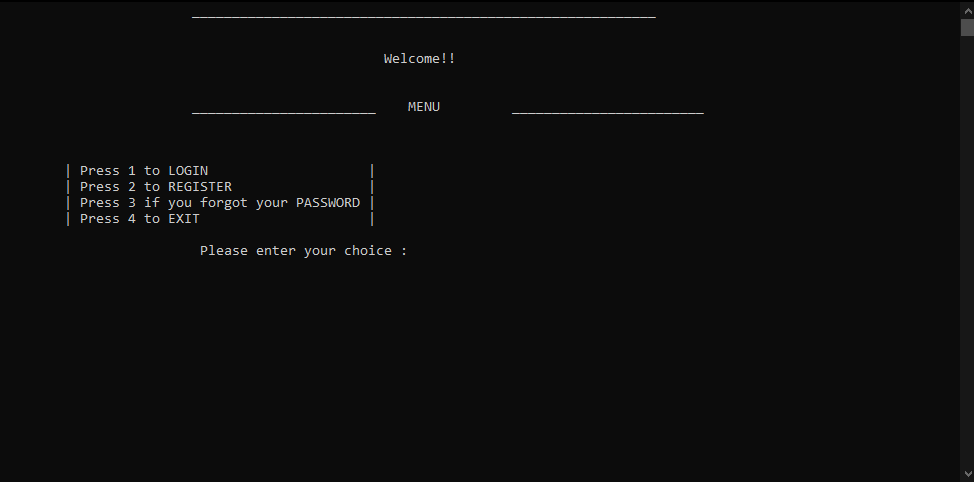 __________________________________________________________
Welcome!!
_______________________    MENU         ________________________
| Press 1 to LOGIN                    |
| Press 2 to REGISTER                 |
| Press 3 if you forgot your PASSWORD |
| Press 4 to EXIT                     |
Please enter your choice :